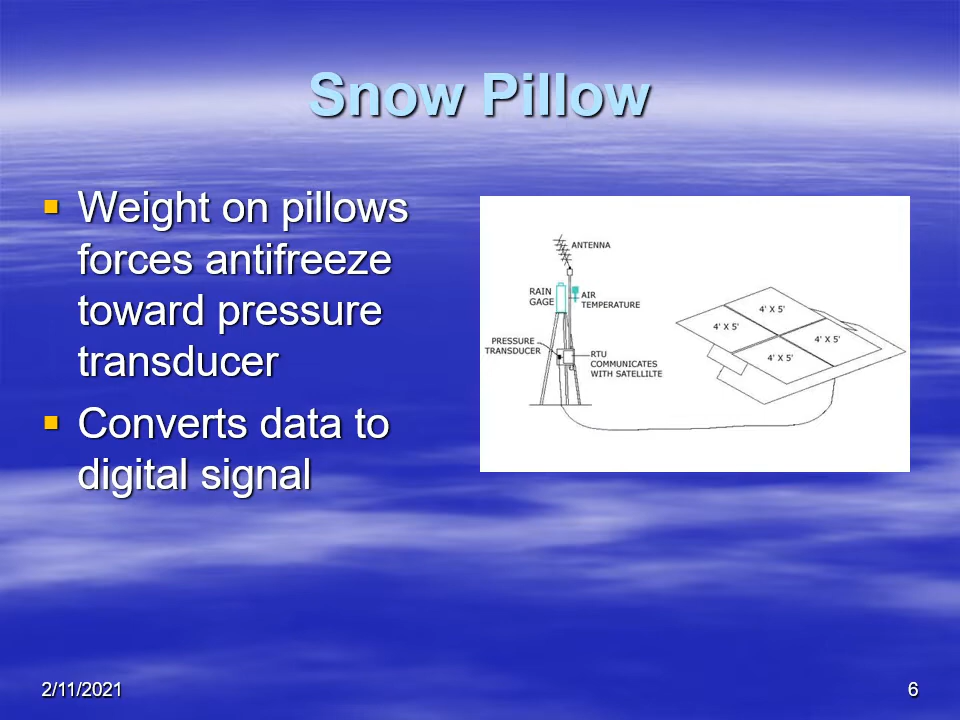 Snow Pillow
Weight on pillows
forces antifreeze
toward pressure
transducer
Converts data to
digital signal
ANTENNA
RAIN
GAGE
AIR
TEMPERATURE
PRESSURE
TRANSDUCER
RTU
COMMUNICATES
WITH SATELLILTE
4' X 5'
4' X 5'
4' X 5'
4' X 5'
2/11/2021
6